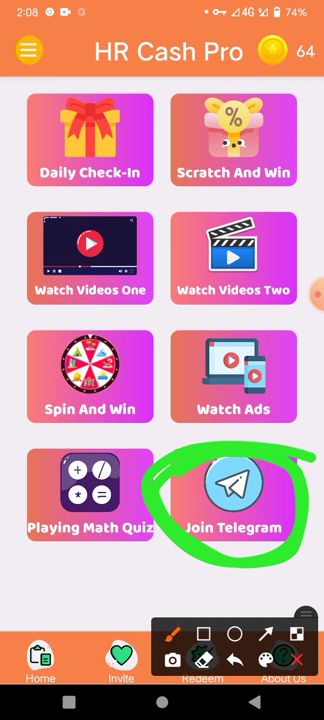 2:08
4G
74%
HR Cash Pro
64
Daily Check-In
Scratch And Win
Watch Videos One
Watch Videos Two
Spin And Win
Watch Ads
Playing Math Quiz
Join Telegram
Home
Invite
Redeem
About Us